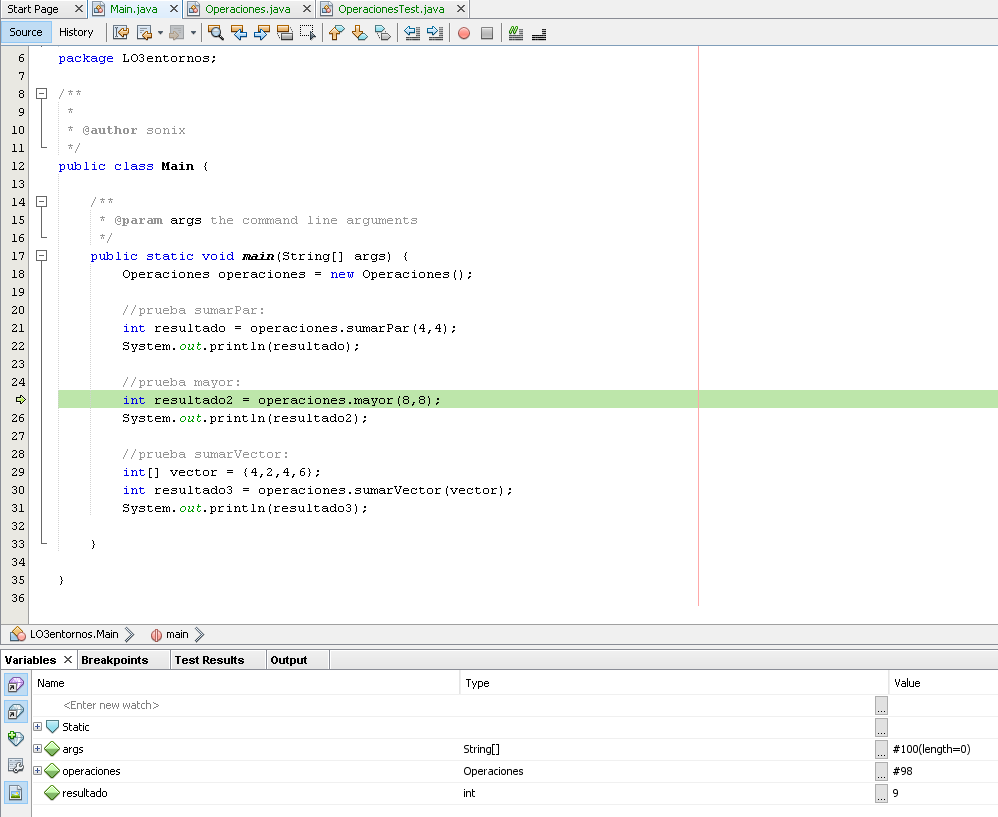 Start Page Main.java Operaciones.java OperacionesTest.java
Source History
6 package LO3entornos;
7
8 /**
9 *
10 * @author sonix
11 */
12 public class Main {
13
14 /**
15 * @param args the command line arguments
16 */
17 public static void main(String[] args) {
18 Operaciones operaciones = new Operaciones();
19
20 //prueba sumarPar:
21 int resultado = operaciones.sumarPar(4,4);
22 System.out.println(resultado);
23
24 //prueba mayor:
int resultado2 = operaciones.mayor(8,8);
26 System.out.println(resultado2);
27
28 //prueba sumarVector:
29 int[] vector = {4,2,4,6};
30 int resultado3 = operaciones.sumarVector(vector);
31 System.out.println(resultado3);
32
33 }
34
35 }
36
LO3entornos.Main main
Variables Breakpoints Test Results Output
Name Type Value
<Enter new watch> ...
Static ...
args String[] ... #100(length=0)
operaciones Operaciones ... #98
resultado int ... 9